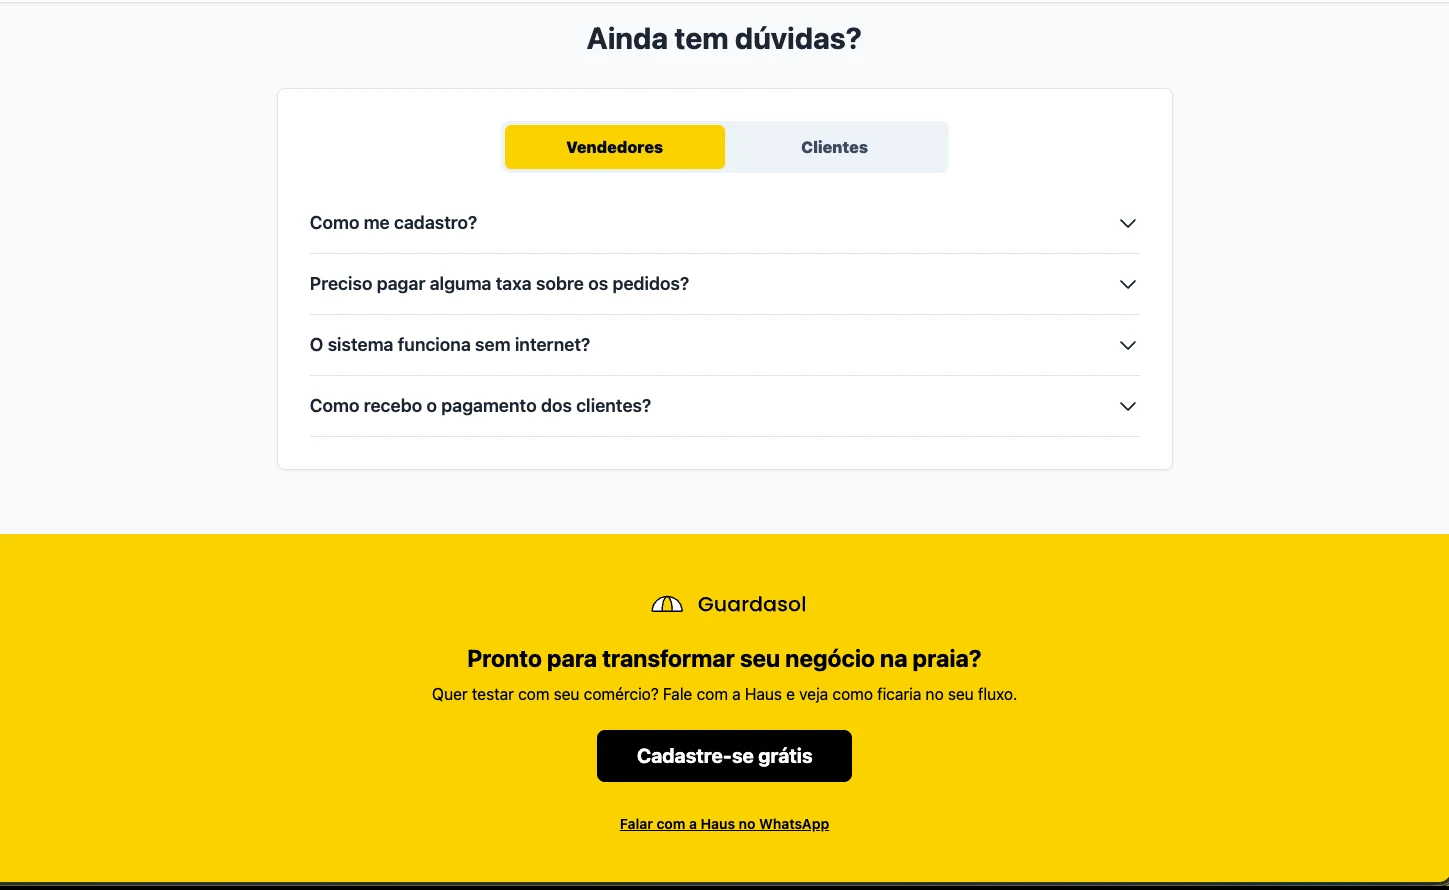 Ainda tem dúvidas?
Vendedores
Clientes
Como me cadastro?
Preciso pagar alguma taxa sobre os pedidos?
O sistema funciona sem internet?
Como recebo o pagamento dos clientes?
Guardasol
Pronto para transformar seu negócio na praia?
Quer testar com seu comércio? Fale com a Haus e veja como ficaria no seu fluxo.
Cadastre-se grátis
Falar com a Haus no WhatsApp